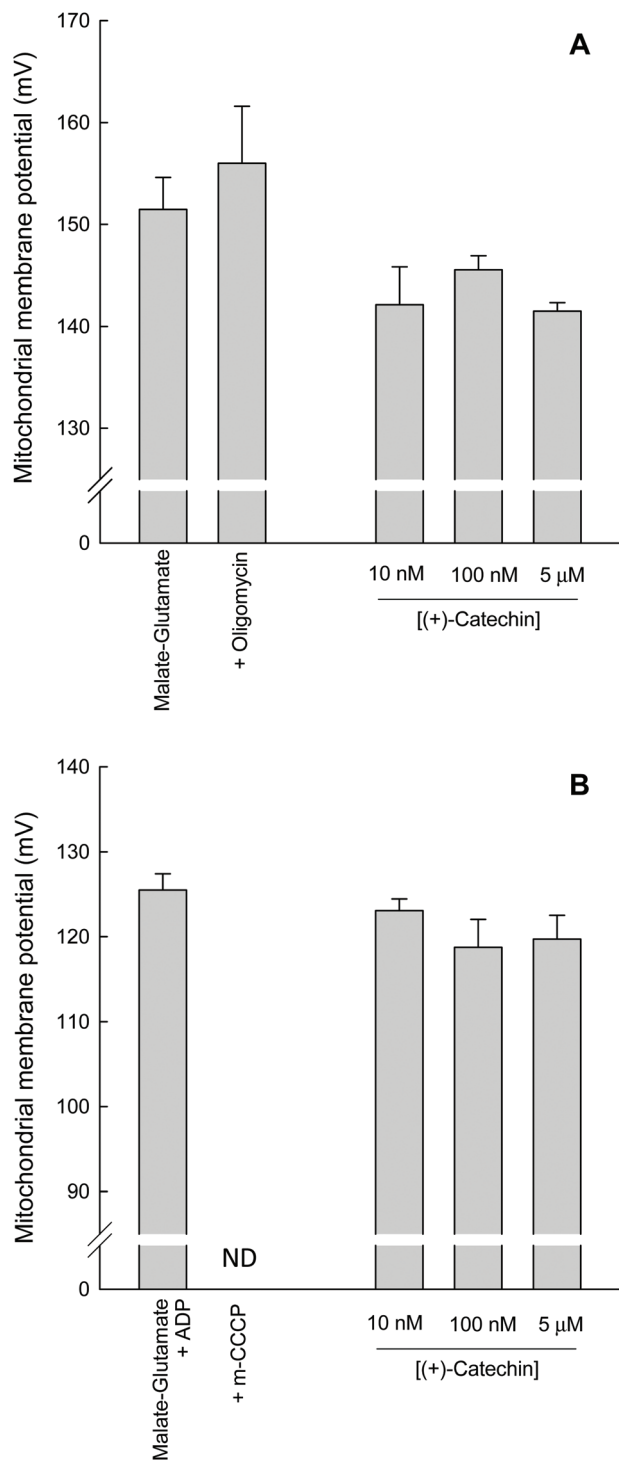 A
Mitochondrial membrane potential (mV)
170
160
150
140
130
0
Malate-Glutamate
+ Oligomycin
10 nM 100 nM 5 μM
[(+)-Catechin]
B
Mitochondrial membrane potential (mV)
140
130
120
110
100
90
0
ND
Malate-Glutamate
+ ADP
+ m-CCCP
10 nM 100 nM 5 μM
[(+)-Catechin]